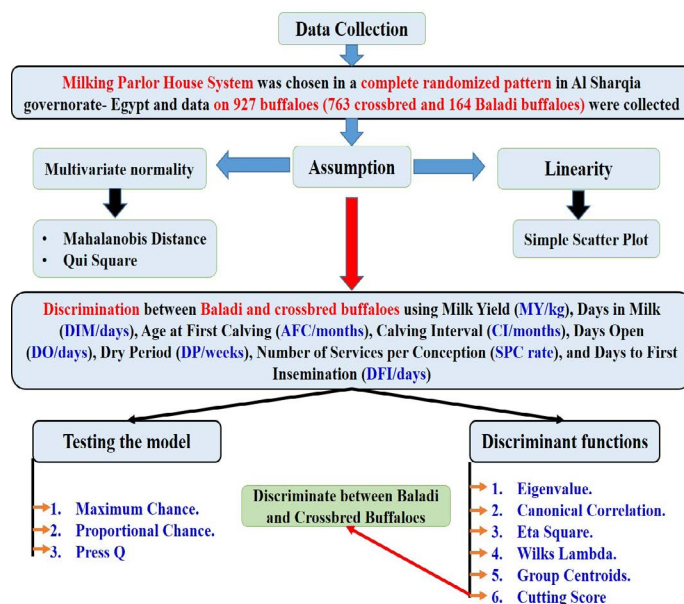 Data Collection
Milking Parlor House System was chosen in a complete randomized pattern in Al Sharqia
governorate- Egypt and data on 927 buffaloes (763 crossbred and 164 Baladi buffaloes) were collected
Multivariate normality
Assumption
Linearity
• Mahalanobis Distance
• Qui Square
Simple Scatter Plot
Discrimination between Baladi and crossbred buffaloes using Milk Yield (MY/kg), Days in Milk
(DIM/days), Age at First Calving (AFC/months), Calving Interval (CI/months), Days Open
(DO/days), Dry Period (DP/weeks), Number of Services per Conception (SPC rate), and Days to First
Insemination (DFI/days)
Testing the model
1. Maximum Chance.
2. Proportional Chance.
3. Press Q
Discriminate between Baladi
and Crossbred Buffaloes
Discriminant functions
1. Eigenvalue.
2. Canonical Correlation.
3. Eta Square.
4. Wilks Lambda.
5. Group Centroids.
6. Cutting Score